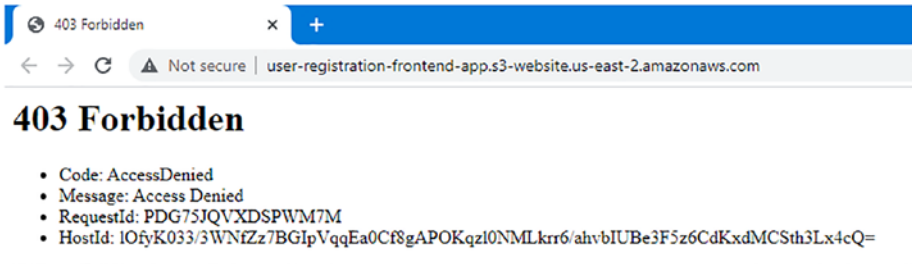 403 Forbidden
Not secure | user-registration-frontend-app.s3-website.us-east-2.amazonaws.com
403 Forbidden
Code: AccessDenied
Message: Access Denied
RequestId: PDG75JQVXDSPWM7M
HostId: lOfyK033/3WNfZz7BGIpVqqEa0Cf8gAPOKqzl0NMLkrr6/ahvbIUBe3F5z6CdKxdMCSth3Lx4cQ=